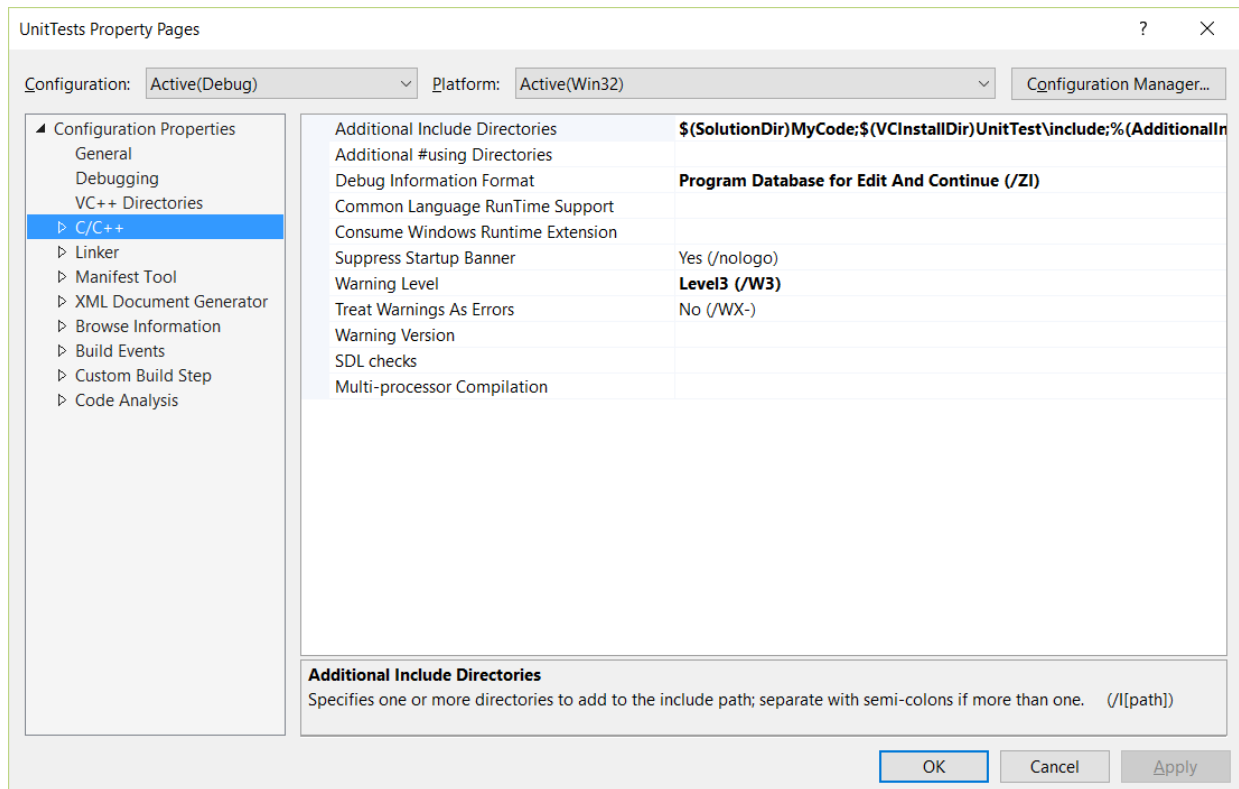 UnitTests Property Pages
?
Configuration: Active(Debug) Platform: Active(Win32) Configuration Manager...
Configuration Properties
General
Debugging
VC++ Directories
C/C++
Linker
Manifest Tool
XML Document Generator
Browse Information
Build Events
Custom Build Step
Code Analysis
Additional Include Directories $(SolutionDir)MyCode;$(VCInstallDir)UnitTest\include;%(AdditionalIn
Additional #using Directories
Debug Information Format Program Database for Edit And Continue (/ZI)
Common Language RunTime Support
Consume Windows Runtime Extension
Suppress Startup Banner Yes (/nologo)
Warning Level Level3 (/W3)
Treat Warnings As Errors No (/WX-)
Warning Version
SDL checks
Multi-processor Compilation
Additional Include Directories
Specifies one or more directories to add to the include path; separate with semi-colons if more than one. (/I[path])
OK Cancel Apply